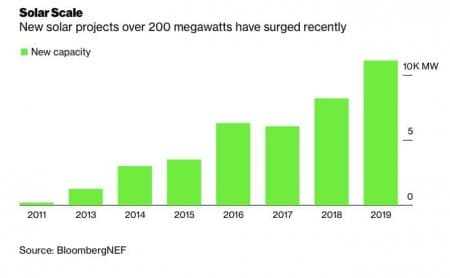 Solar Scale
New solar projects over 200 megawatts have surged recently
New capacity
10K MW
5
0
2011 2013 2014 2015 2016 2017 2018 2019
Source: BloombergNEF